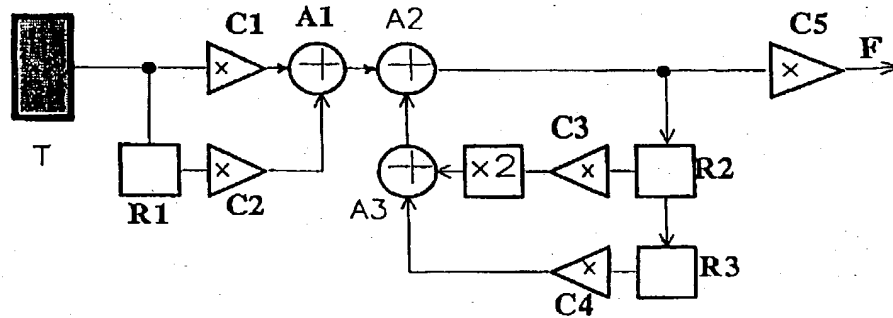 C1 A1 A2 C5
× + + × F
T
C3
R1 × C2 + A3 ×2 × R2
× C4 R3